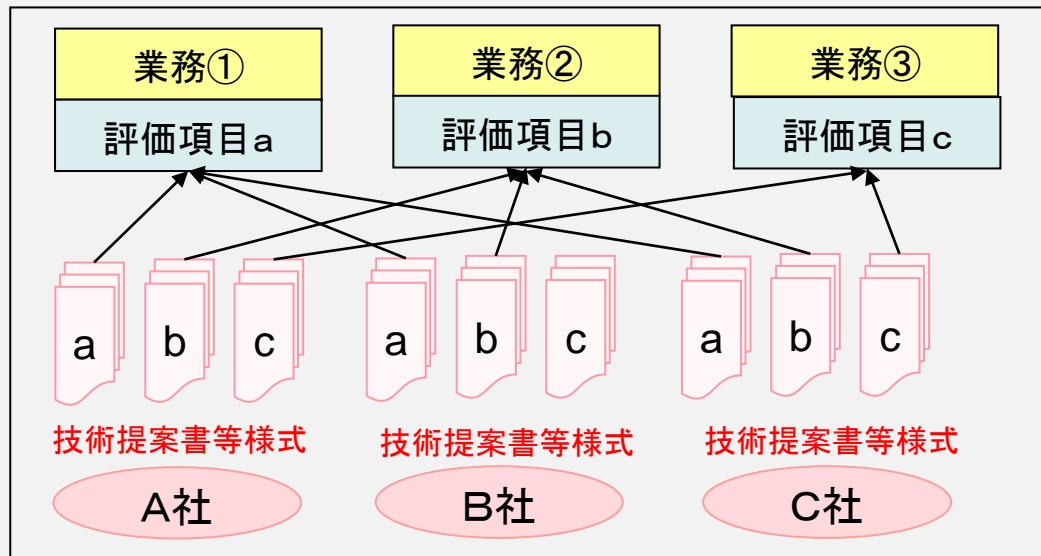 業務①
業務②
業務③
評価項目a
評価項目b
評価項目c
a
b
c
a
b
c
a
b
c
技術提案書等様式
技術提案書等様式
技術提案書等様式
A社
B社
C社